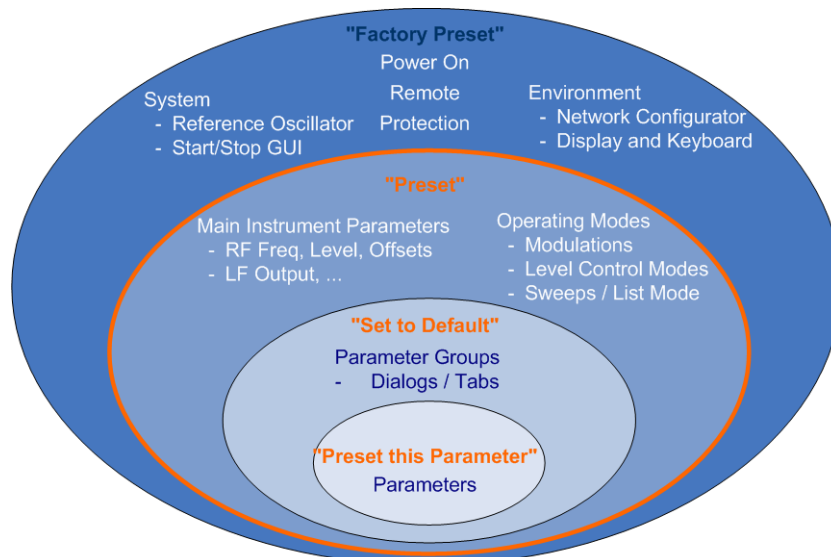 "Factory Preset"
Power On
Remote
Protection
System
- Reference Oscillator
- Start/Stop GUI
Environment
- Network Configurator
- Display and Keyboard
"Preset"
Main Instrument Parameters
- RF Freq, Level, Offsets
- LF Output, ...
Operating Modes
- Modulations
- Level Control Modes
- Sweeps / List Mode
"Set to Default"
Parameter Groups
- Dialogs / Tabs
"Preset this Parameter"
Parameters